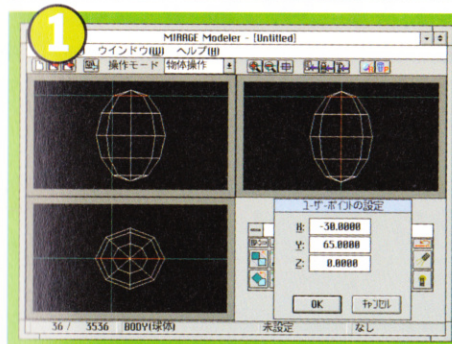 1
MIRAGE Modeler - [Untitled]
ウインドウ(W) ヘルプ(H)
操作モード 物体操作
ユーザーポイントの設定
X: -30.0000
Y: 65.0000
Z: 0.0000
OK キャンセル
36 / 3536 BODY(球体) 未設定 なし